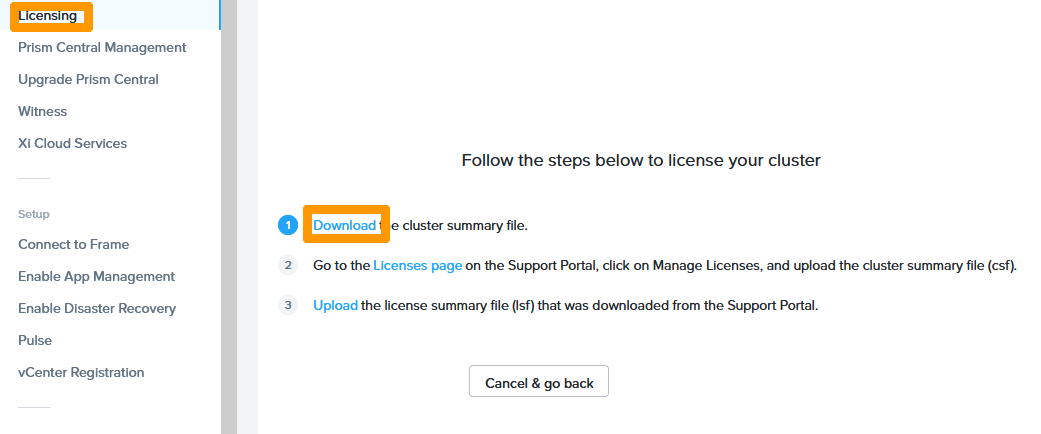 Licensing
Prism Central Management
Upgrade Prism Central
Witness
Xi Cloud Services
Setup
Connect to Frame
Enable App Management
Enable Disaster Recovery
Pulse
vCenter Registration
Follow the steps below to license your cluster
1 Download the cluster summary file.
2 Go to the Licenses page on the Support Portal, click on Manage Licenses, and upload the cluster summary file (csf).
3 Upload the license summary file (lsf) that was downloaded from the Support Portal.
Cancel & go back